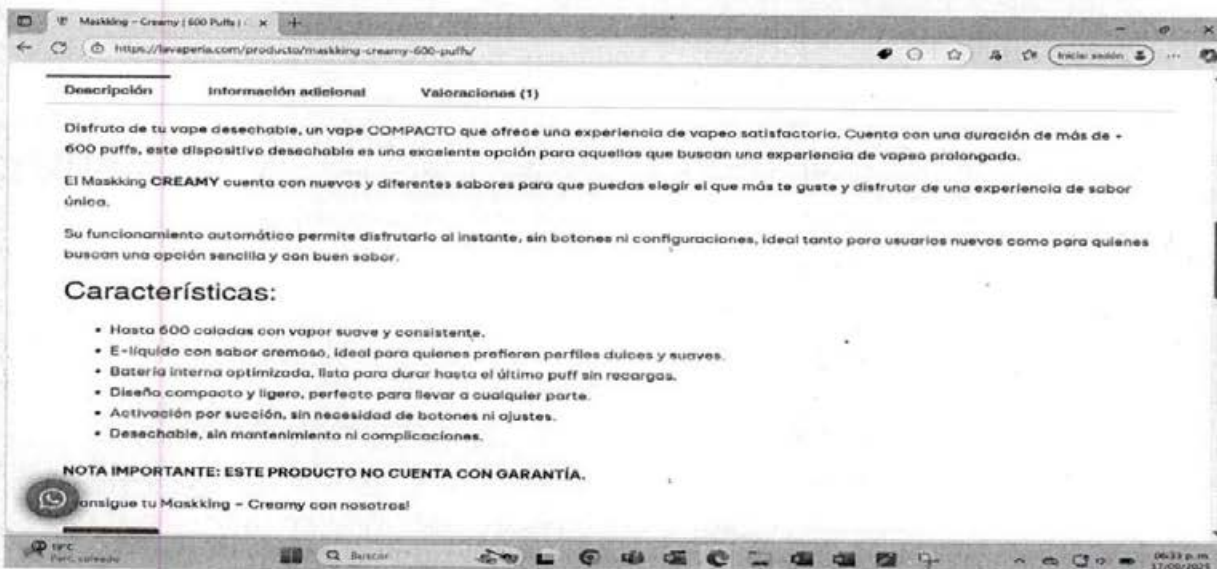 Maskking – Creamy | 600 Puffs |
https://lavaperia.com/producto/maskking-creamy-600-puffs/
Iniciar sesión
Descripción Información adicional Valoraciones (1)
Disfruta de tu vape desechable, un vape COMPACTO que ofrece una experiencia de vapeo satisfactoria. Cuenta con una duración de más de +
600 puffs, este dispositivo desechable es una excelente opción para aquellos que buscan una experiencia de vapeo prolongada.
El Maskking CREAMY cuenta con nuevos y diferentes sabores para que puedas elegir el que más te guste y disfrutar de una experiencia de sabor
única.
Su funcionamiento automático permite disfrutarlo al instante, sin botones ni configuraciones, ideal tanto para usuarios nuevos como para quienes
buscan una opción sencilla y con buen sabor.
Características:
• Hasta 600 caladas con vapor suave y consistente.
• E-líquido con sabor cremoso, ideal para quienes prefieren perfiles dulces y suaves.
• Batería interna optimizada, lista para durar hasta el último puff sin recargas.
• Diseño compacto y ligero, perfecto para llevar a cualquier parte.
• Activación por succión, sin necesidad de botones ni ajustes.
• Desechable, sin mantenimiento ni complicaciones.
NOTA IMPORTANTE: ESTE PRODUCTO NO CUENTA CON GARANTÍA.
onsigue tu Maskking – Creamy con nosotros!
19°C
Parc. soleado
Buscar
06:33 p.m.
17/09/2025